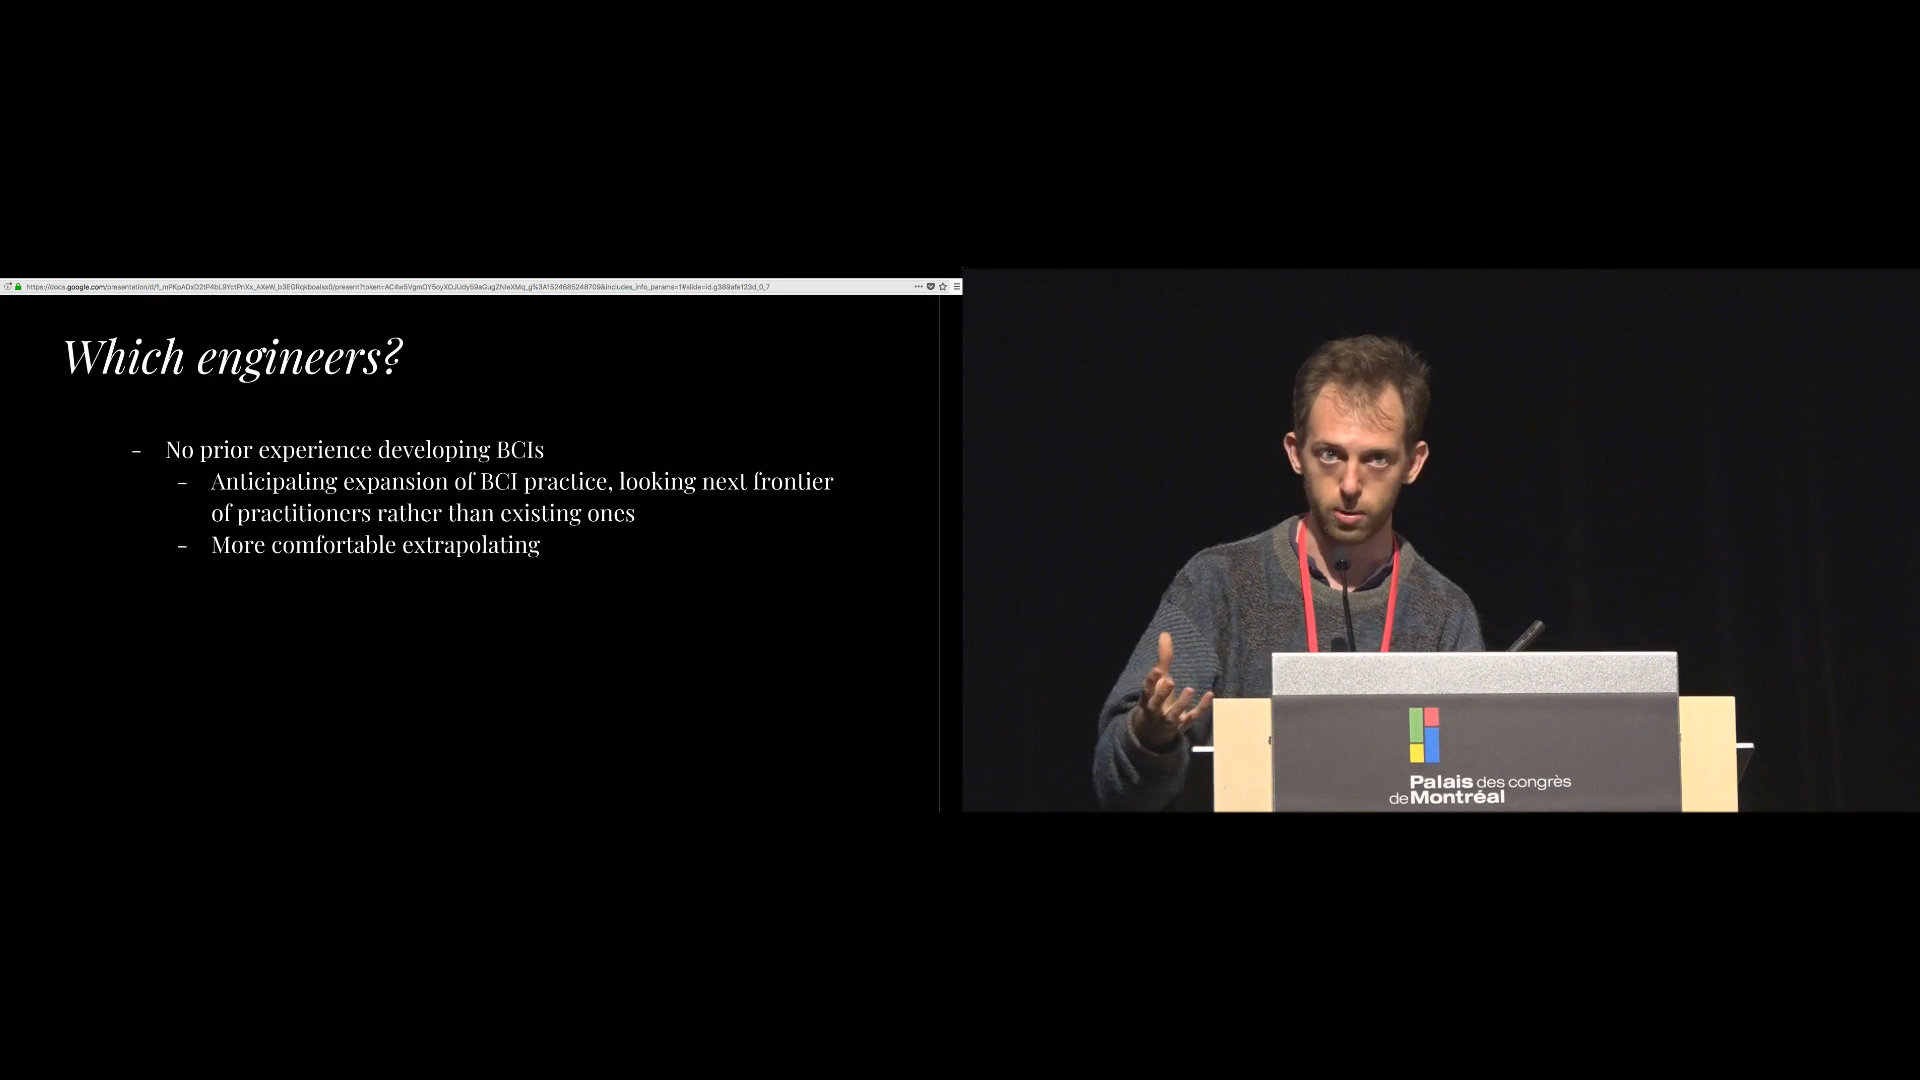 Which engineers?
- No prior experience developing BCIs
- Anticipating expansion of BCI practice, looking next frontier
of practitioners rather than existing ones
- More comfortable extrapolating
Palais des congrès
de Montréal